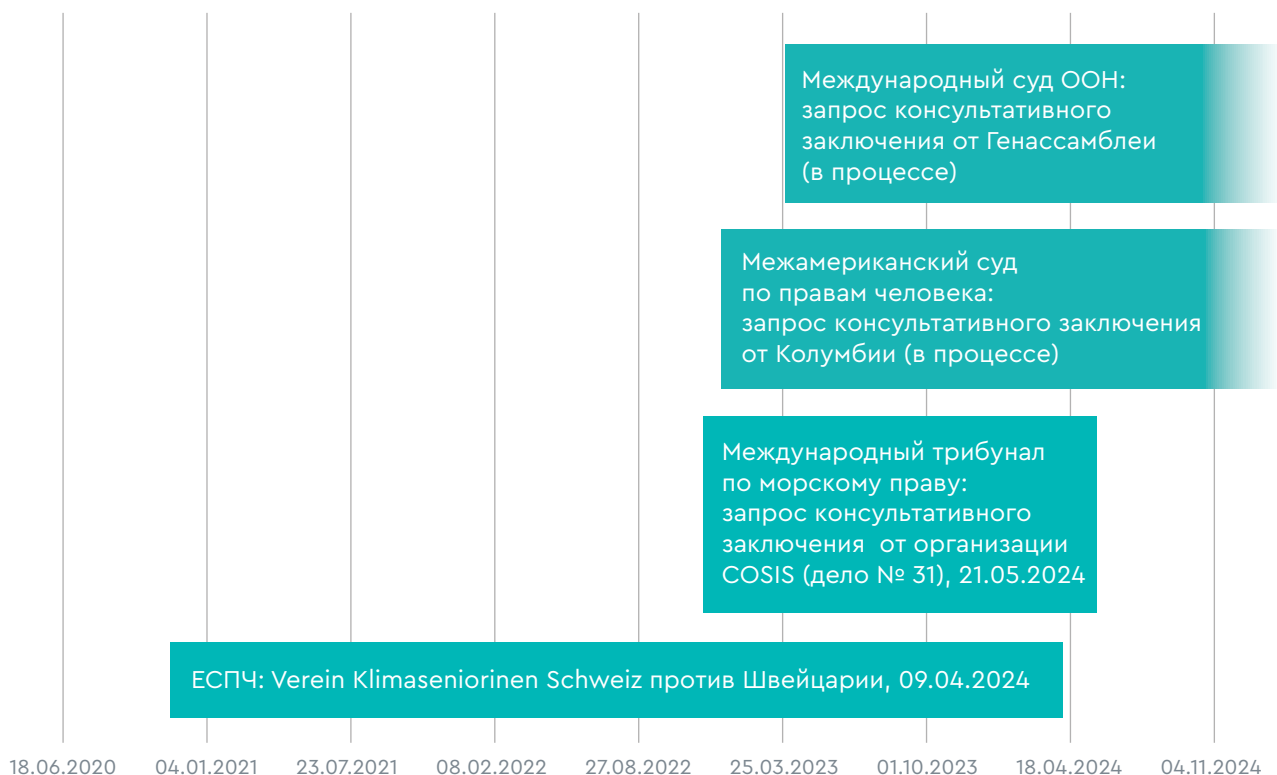 Международный суд ООН:
запрос консультативного
заключения от Генассамблеи
(в процессе)
Межамериканский суд
по правам человека:
запрос консультативного заключения
от Колумбии (в процессе)
Международный трибунал
по морскому праву:
запрос консультативного
заключения  от организации
COSIS (дело № 31), 21.05.2024
ЕСПЧ: Verein Klimaseniorinen Schweiz против Швейцарии, 09.04.2024
18.06.2020 04.01.2021 23.07.2021 08.02.2022 27.08.2022 25.03.2023 01.10.2023 18.04.2024 04.11.2024